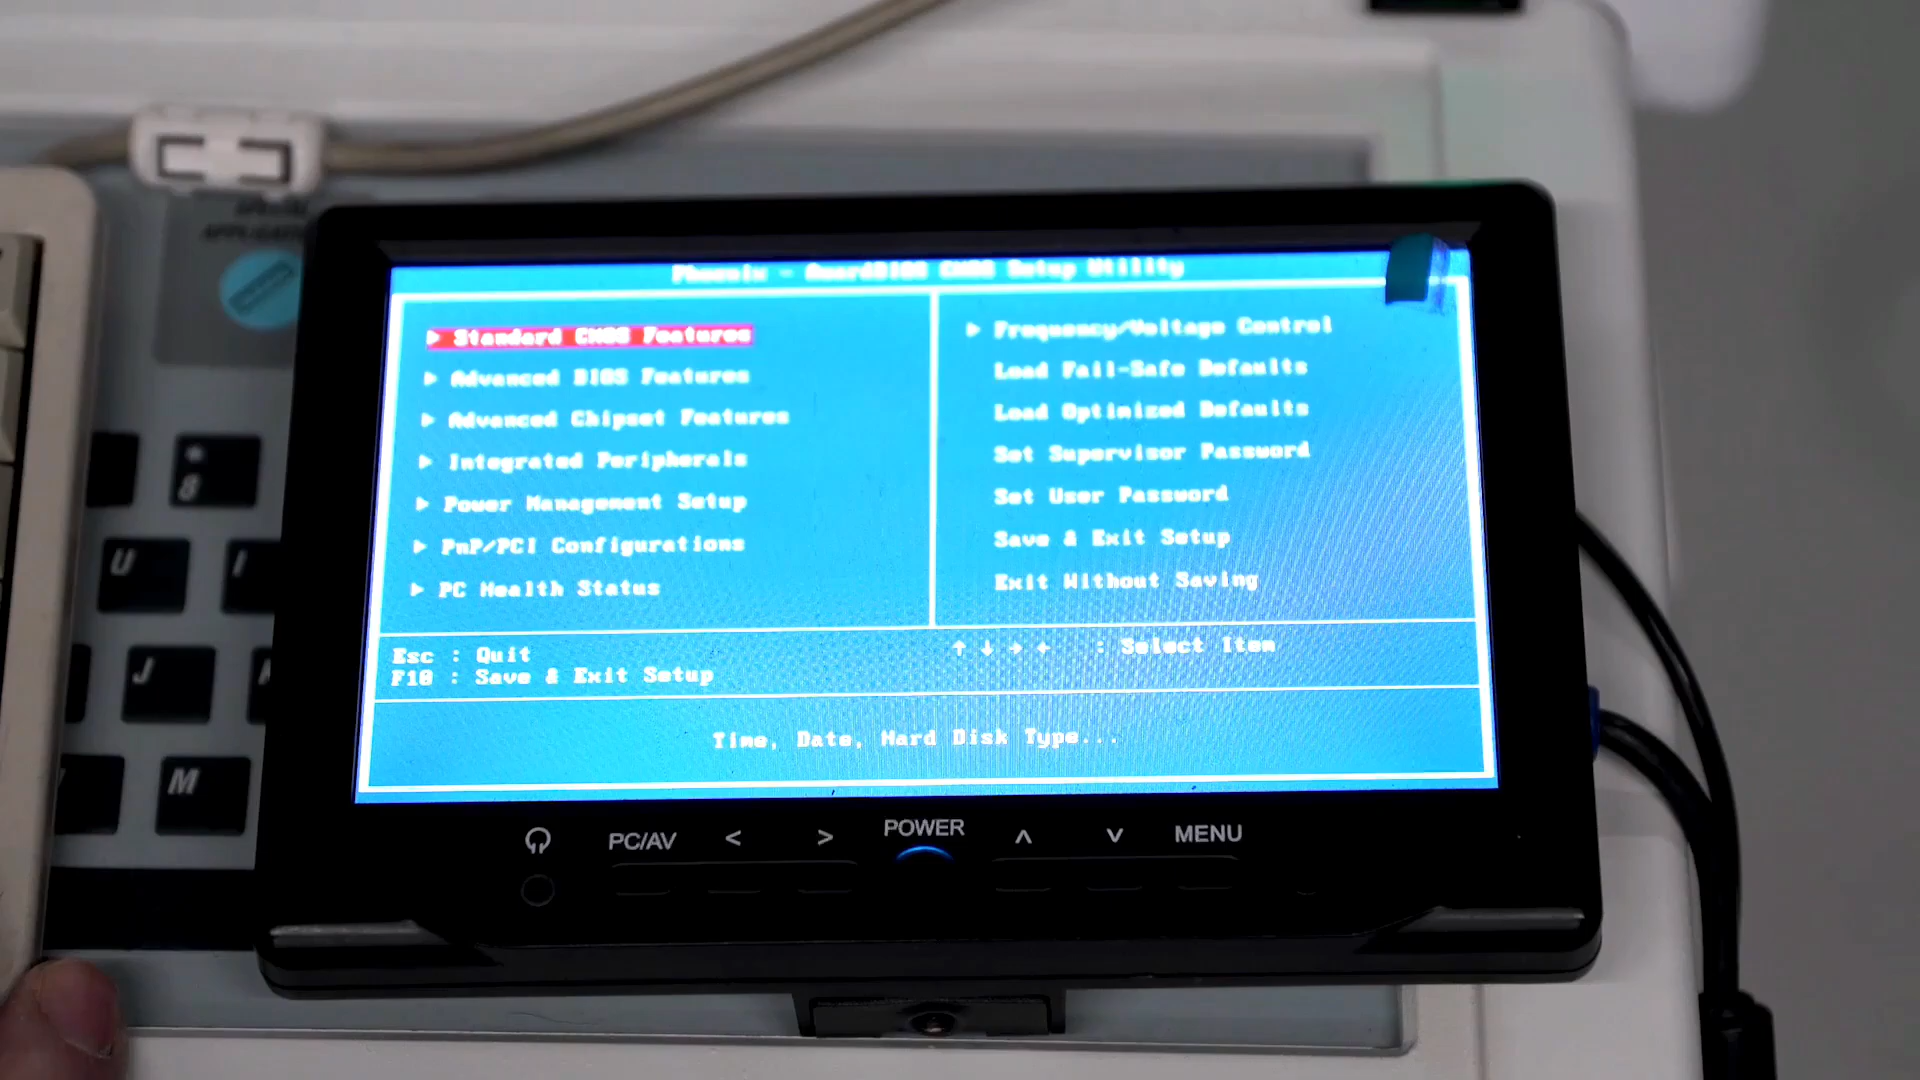 Phoenix - AwardBIOS CMOS Setup Utility
Standard CMOS Features
Advanced BIOS Features
Advanced Chipset Features
Integrated Peripherals
Power Management Setup
PnP/PCI Configurations
PC Health Status
Frequency/Voltage Control
Load Fail-Safe Defaults
Load Optimized Defaults
Set Supervisor Password
Set User Password
Save & Exit Setup
Exit Without Saving
Esc : Quit
F10 : Save & Exit Setup
↑ ↓ → ← : Select Item
Time, Date, Hard Disk Type...
PC/AV < > POWER ∧ ∨ MENU
* 8
U I
J
M